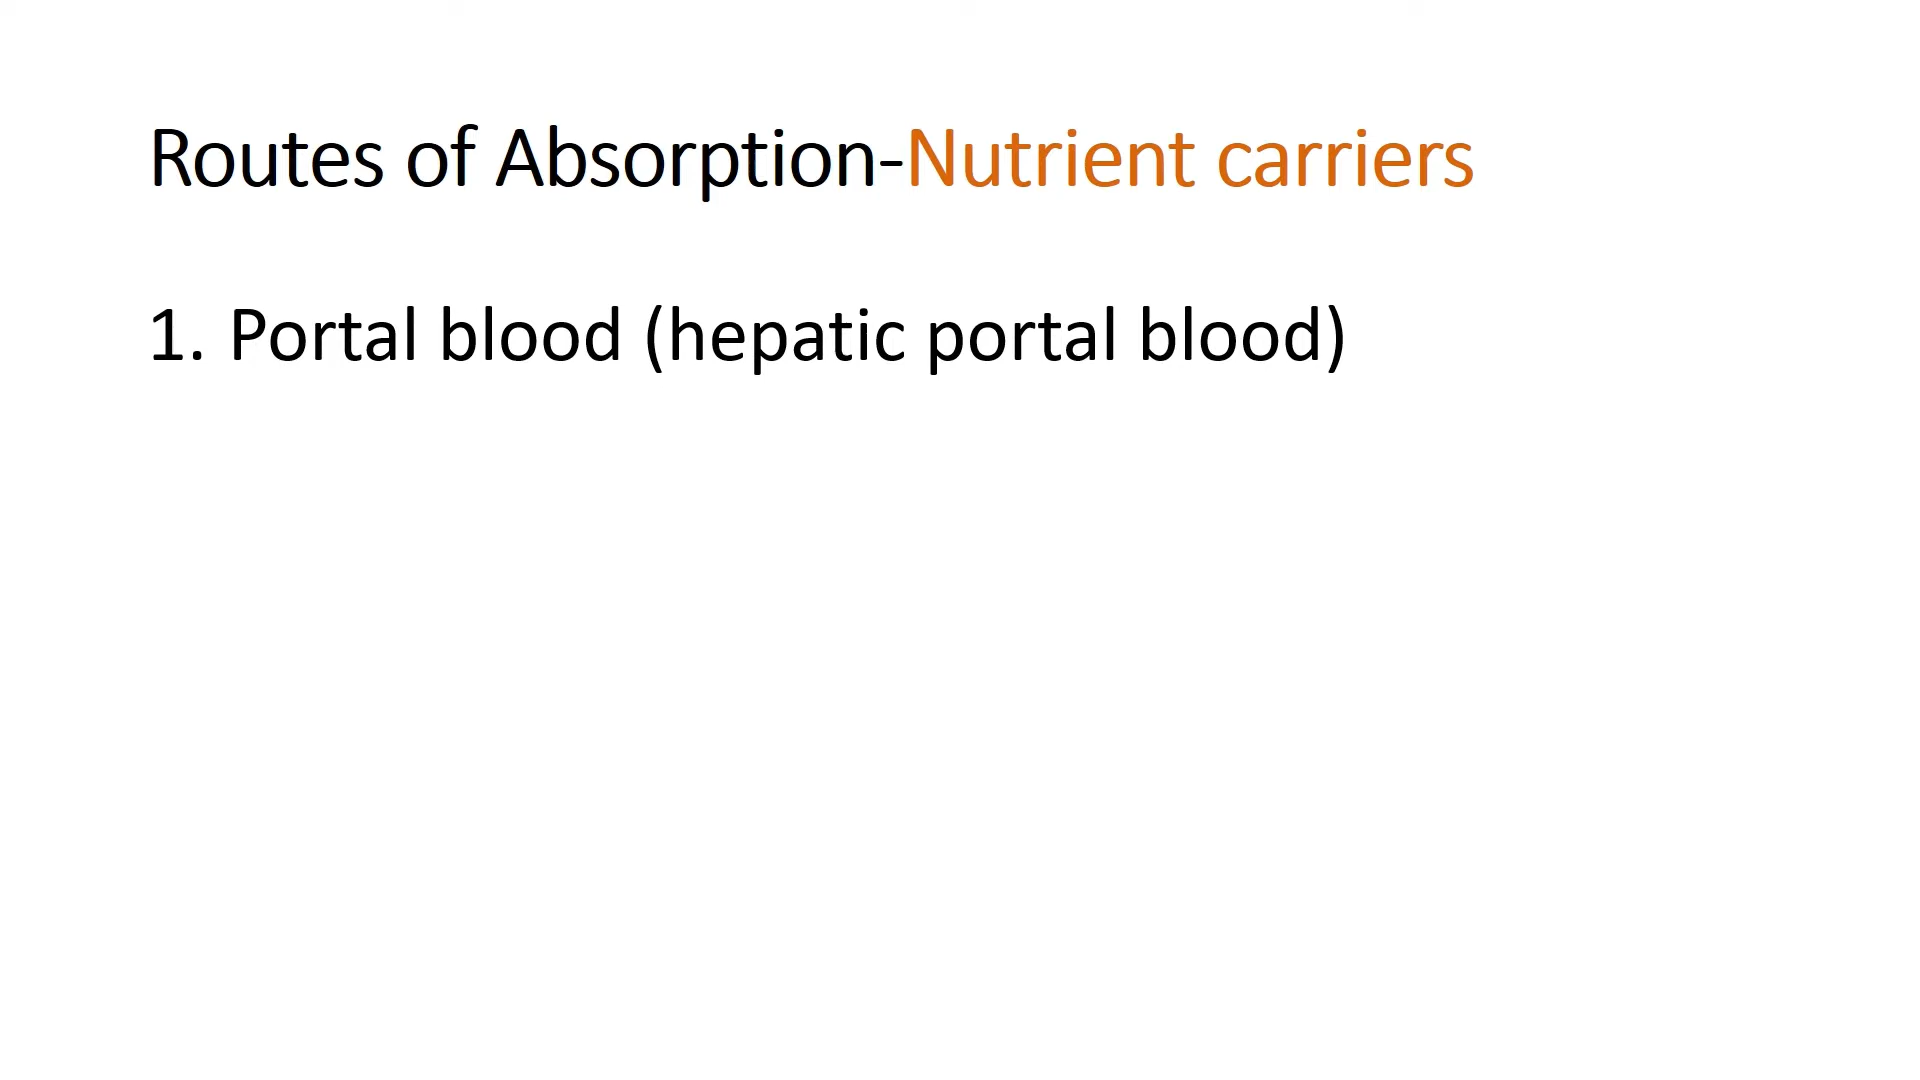 Routes of Absorption-Nutrient carriers
1. Portal blood (hepatic portal blood)